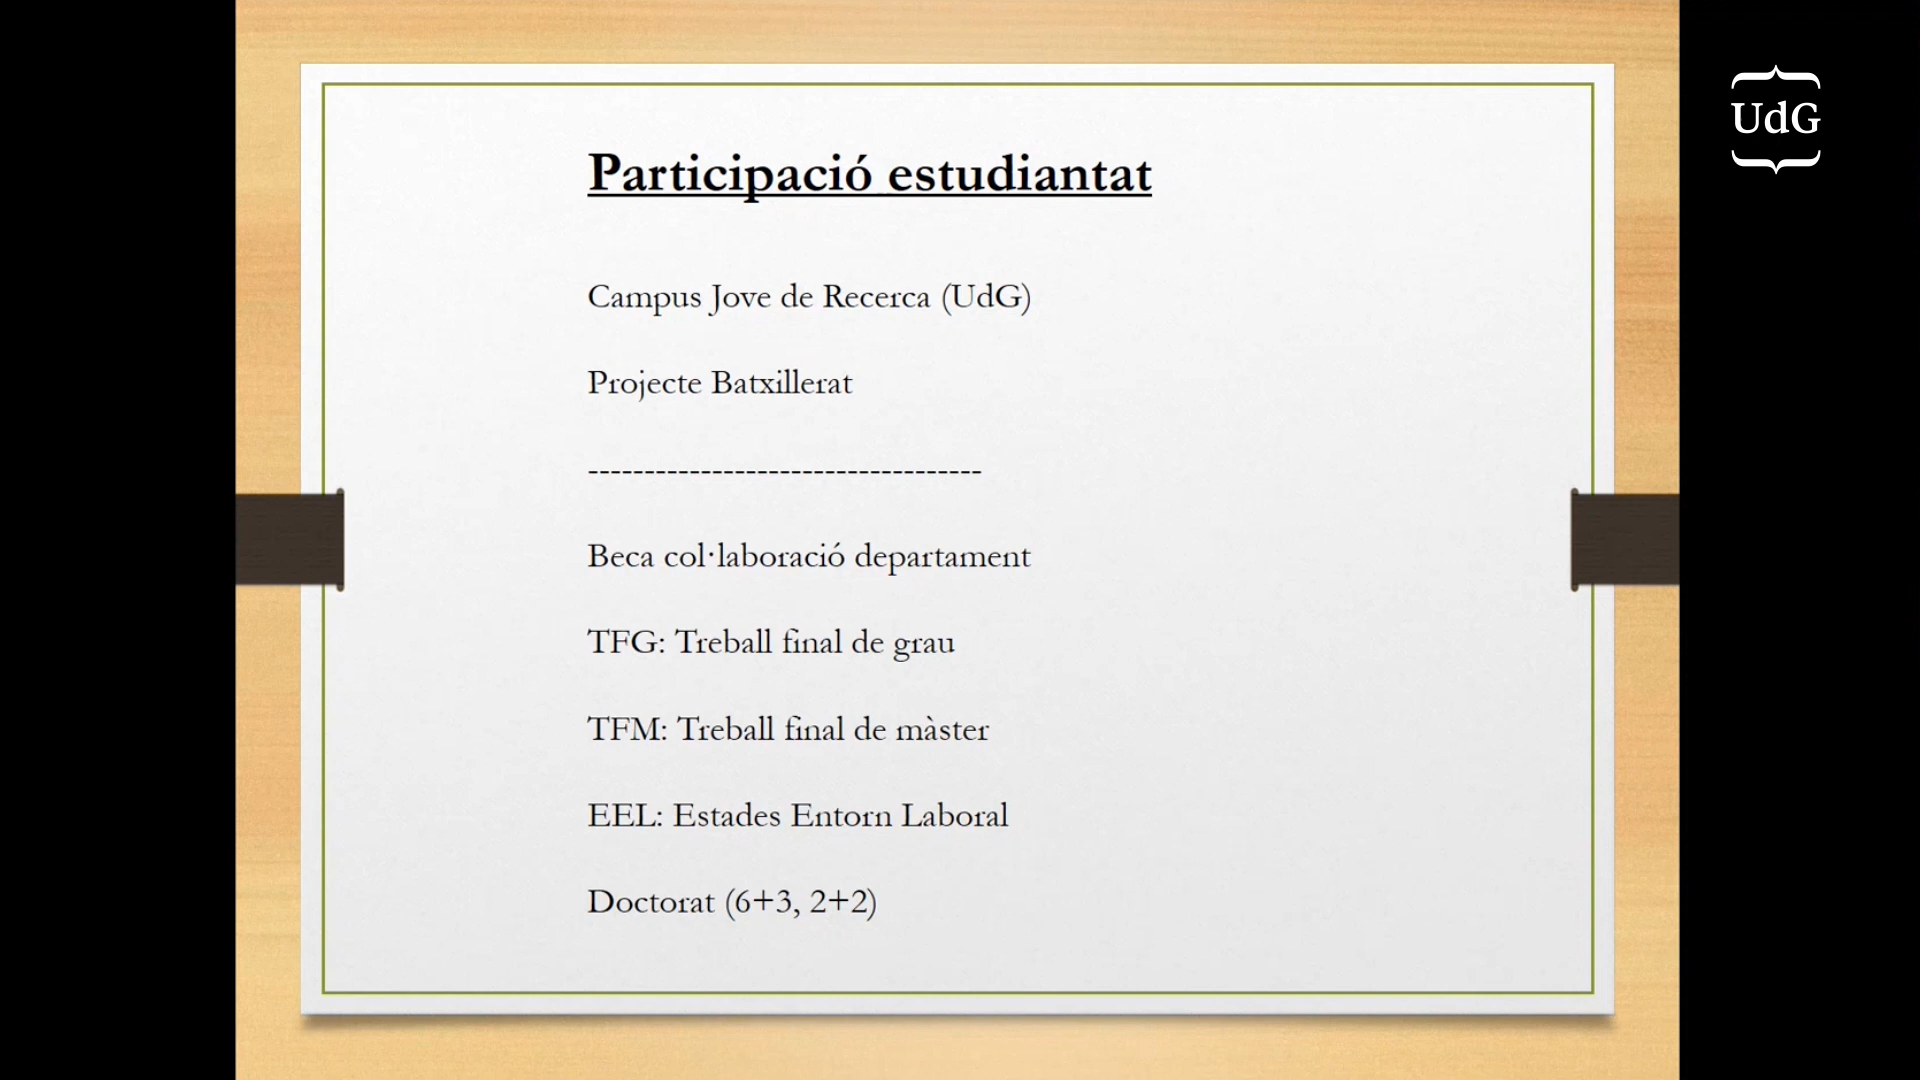 Participació estudiantat
Campus Jove de Recerca (UdG)
Projecte Batxillerat
-----------------------------------
Beca col·laboració departament
TFG: Treball final de grau
TFM: Treball final de màster
EEL: Estades Entorn Laboral
Doctorat (6+3, 2+2)
UdG